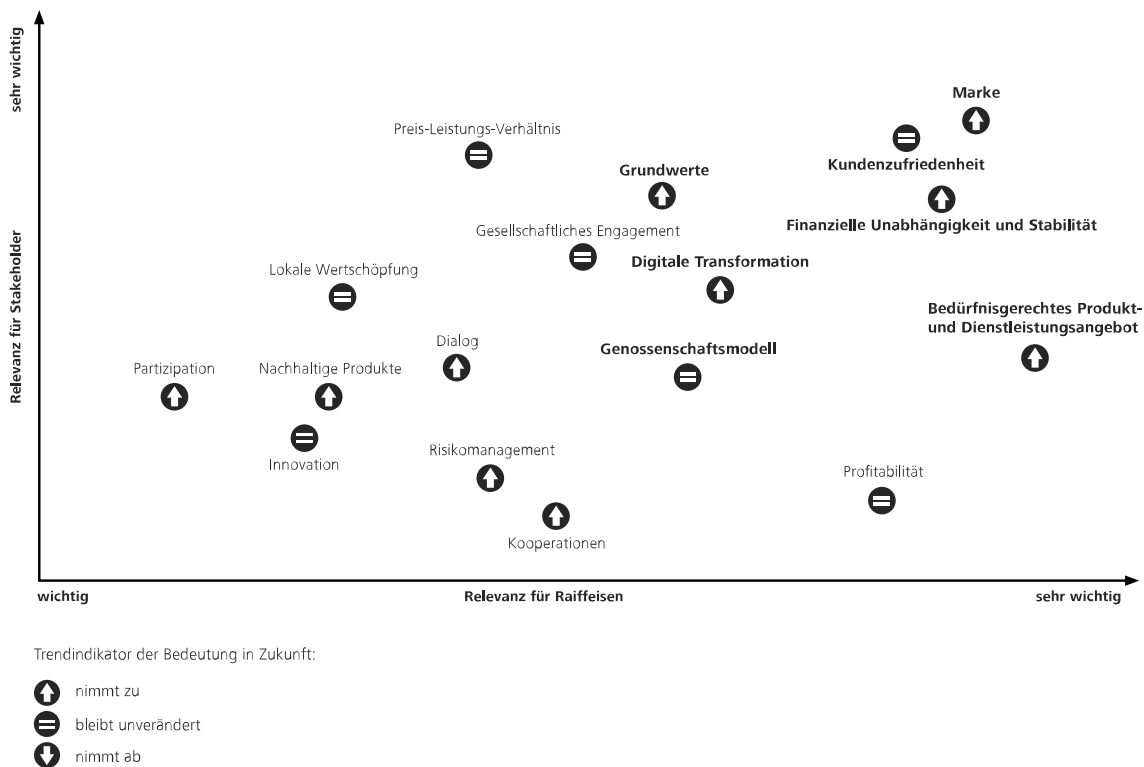 sehr wichtig
Relevanz für Stakeholder
Marke
Preis-Leistungs-Verhältnis
Kundenzufriedenheit
Grundwerte
Finanzielle Unabhängigkeit und Stabilität
Gesellschaftliches Engagement
Digitale Transformation
Lokale Wertschöpfung
Bedürfnisgerechtes Produkt-
und Dienstleistungsangebot
Dialog
Genossenschaftsmodell
Partizipation
Nachhaltige Produkte
Innovation
Risikomanagement
Profitabilität
Kooperationen
wichtig
Relevanz für Raiffeisen
sehr wichtig
Trendindikator der Bedeutung in Zukunft:
nimmt zu
bleibt unverändert
nimmt ab